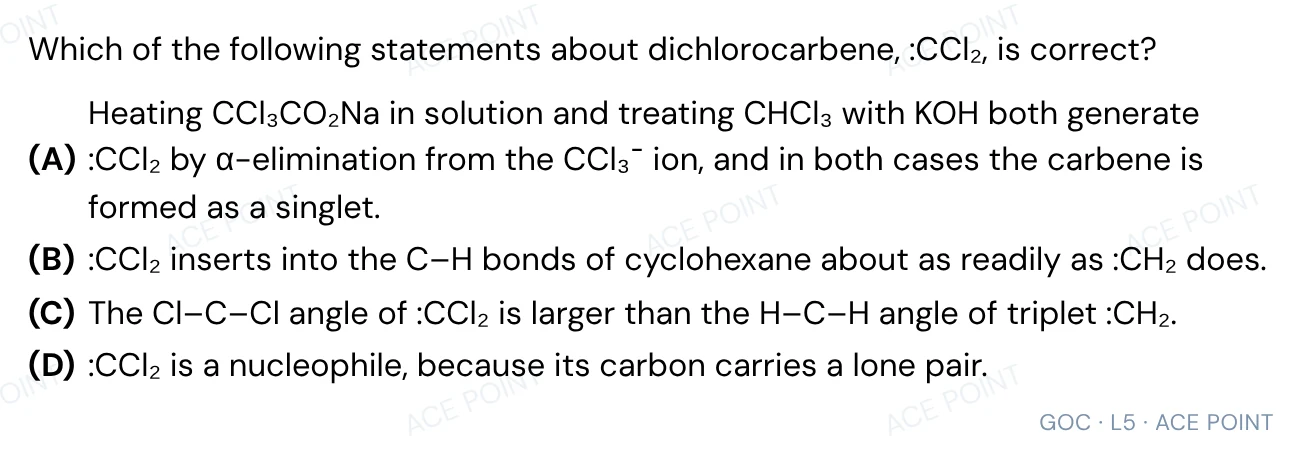 Which of the following statements about dichlorocarbene, :CCl₂, is correct?
Heating CCl₃CO₂Na in solution and treating CHCl₃ with KOH both generate
(A) :CCl₂ by α-elimination from the CCl₃⁻ ion, and in both cases the carbene is
formed as a singlet.
(B) :CCl₂ inserts into the C–H bonds of cyclohexane about as readily as :CH₂ does.
(C) The Cl–C–Cl angle of :CCl₂ is larger than the H–C–H angle of triplet :CH₂.
(D) :CCl₂ is a nucleophile, because its carbon carries a lone pair.
GOC · L5 · ACE POINT